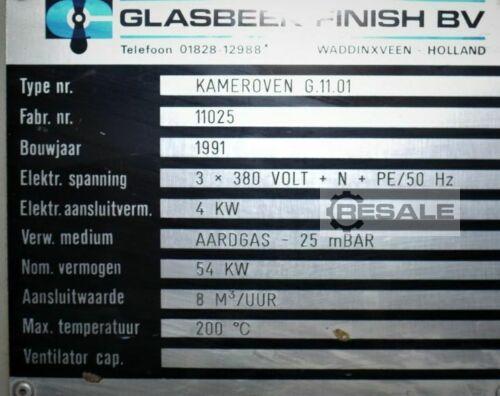 GLASBEEK FINISH BV
Telefoon 01828-12988* WADDINXVEEN - HOLLAND
Type nr. KAMEROVEN G.11.01
Fabr. nr. 11025
Bouwjaar 1991
Elektr. spanning 3 × 380 VOLT + N + PE/50 Hz
Elektr. aansluitverm. 4 KW
BESALE
Verw. medium AARDGAS - 25 mBAR
Nom. vermogen 54 KW
Aansluitwaarde 8 M³/UUR
Max. temperatuur 200 °C
Ventilator cap.